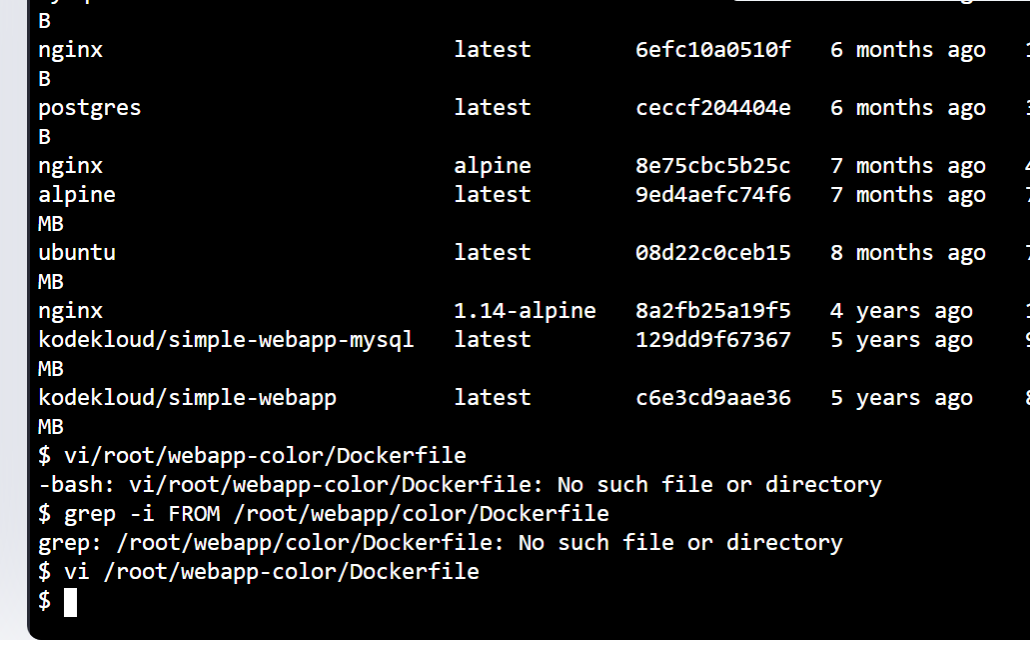 B
nginx latest 6efc10a0510f 6 months ago
B
postgres latest ceccf204404e 6 months ago
B
nginx alpine 8e75cbc5b25c 7 months ago
alpine latest 9ed4aefc74f6 7 months ago
MB
ubuntu latest 08d22c0ceb15 8 months ago
MB
nginx 1.14-alpine 8a2fb25a19f5 4 years ago
kodekloud/simple-webapp-mysql latest 129dd9f67367 5 years ago
MB
kodekloud/simple-webapp latest c6e3cd9aae36 5 years ago
MB
$ vi/root/webapp-color/Dockerfile
-bash: vi/root/webapp-color/Dockerfile: No such file or directory
$ grep -i FROM /root/webapp/color/Dockerfile
grep: /root/webapp/color/Dockerfile: No such file or directory
$ vi /root/webapp-color/Dockerfile
$